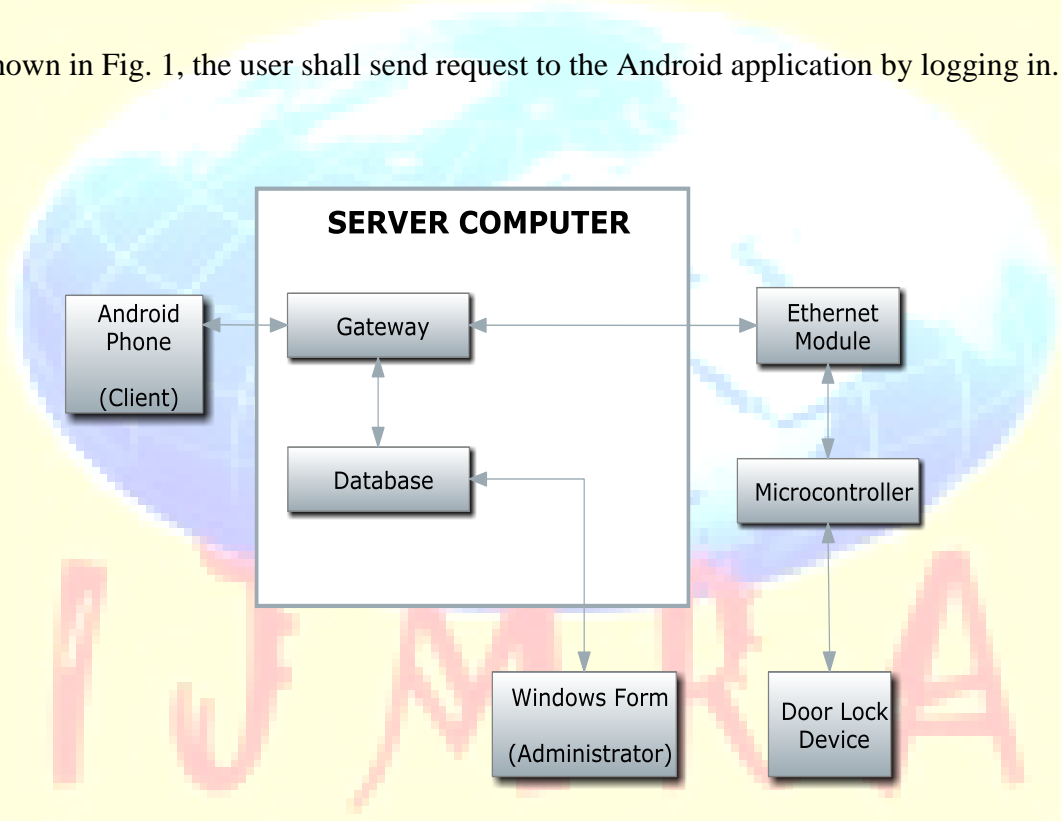 hown in Fig. 1, the user shall send request to the Android application by logging in.
SERVER COMPUTER
Android
Phone
(Client)
Gateway
Ethernet
Module
Database
Microcontroller
Windows Form
(Administrator)
Door Lock
Device
IJMRA